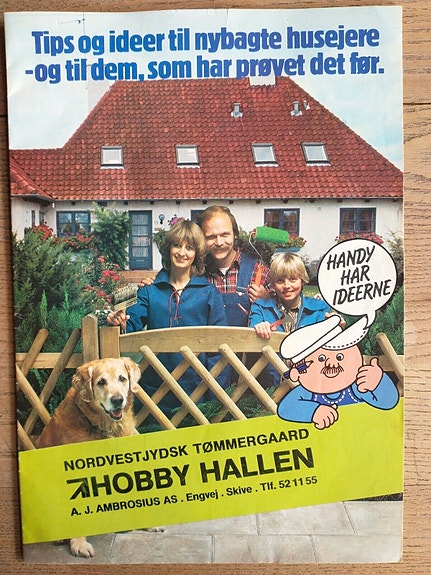 Tips og ideer til nybagte husejere
-og til dem, som har prøvet det før.
HANDY
HAR
IDEERNE
NORDVESTJYDSK TØMMERGAARD
HOBBY HALLEN
A. J. AMBROSIUS AS . Engvej . Skive . Tlf. 52 11 55